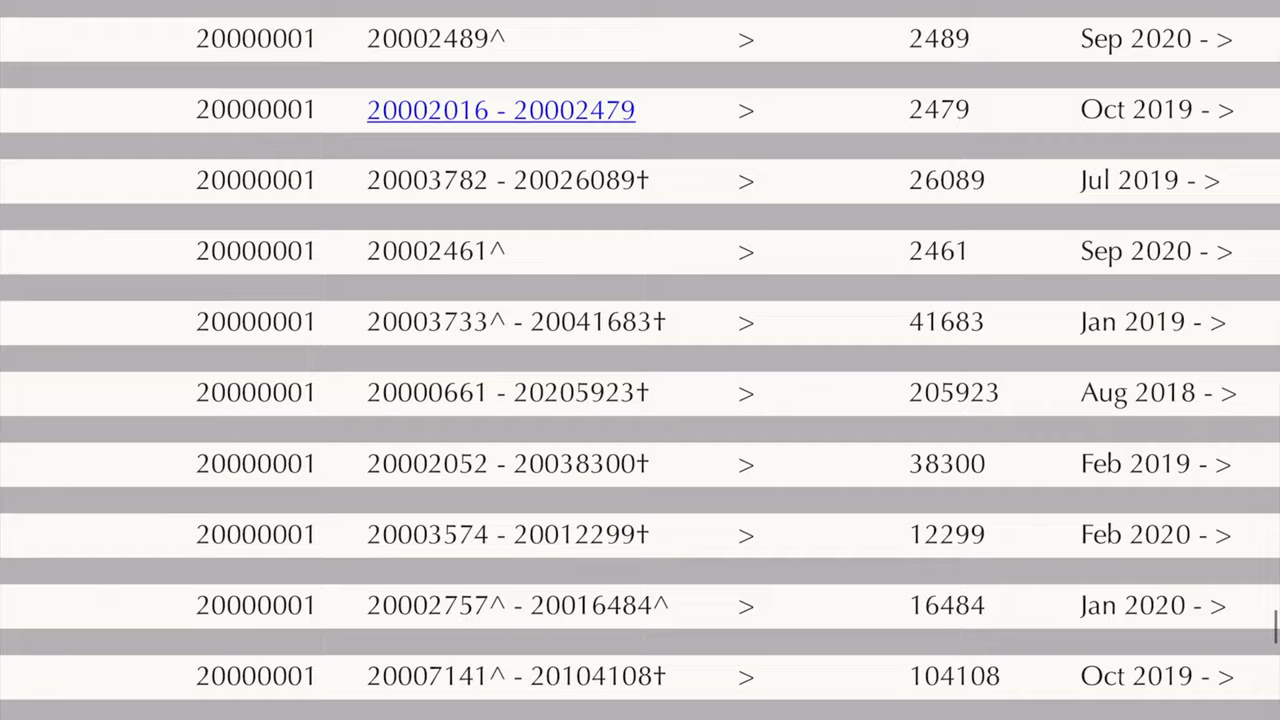 20000001 20002489^ > 2489 Sep 2020 - >
20000001 20002016 - 20002479 > 2479 Oct 2019 - >
20000001 20003782 - 20026089† > 26089 Jul 2019 - >
20000001 20002461^ > 2461 Sep 2020 - >
20000001 20003733^ - 20041683† > 41683 Jan 2019 - >
20000001 20000661 - 20205923† > 205923 Aug 2018 - >
20000001 20002052 - 20038300† > 38300 Feb 2019 - >
20000001 20003574 - 20012299† > 12299 Feb 2020 - >
20000001 20002757^ - 20016484^ > 16484 Jan 2020 - >
20000001 20007141^ - 20104108† > 104108 Oct 2019 - >